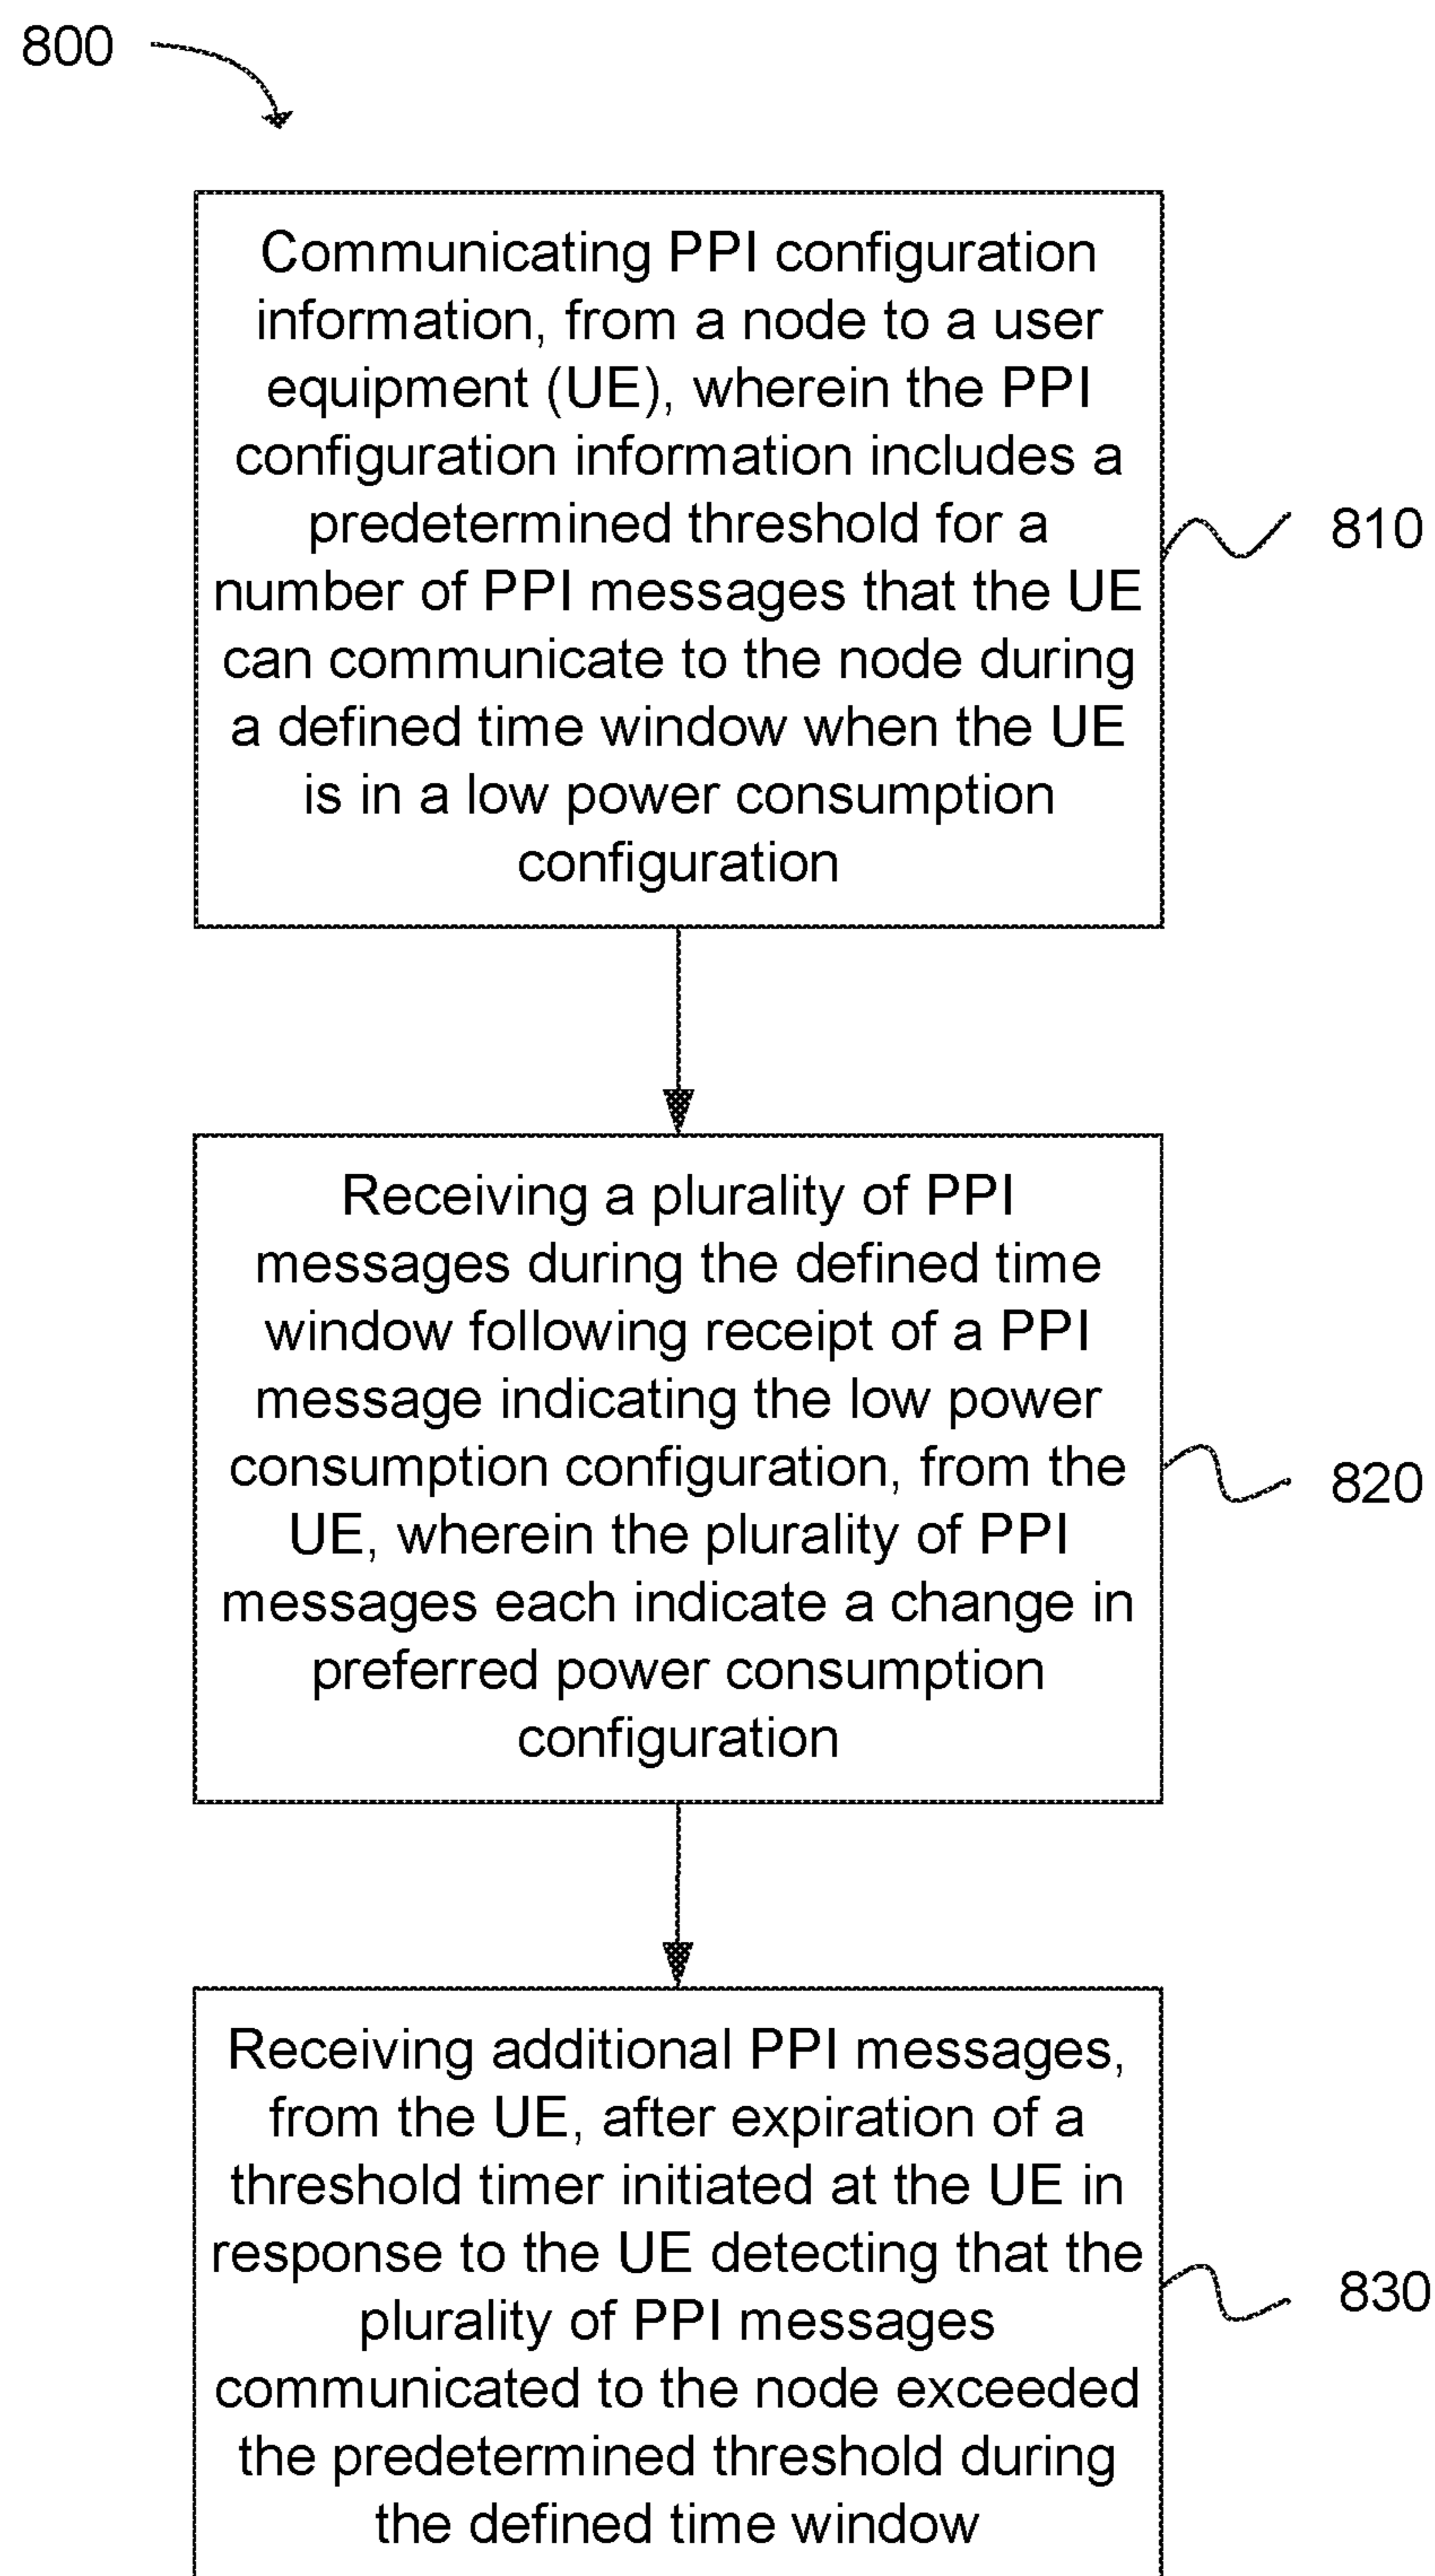 800
Communicating PPI configuration
information, from a node to a user
equipment (UE), wherein the PPI
configuration information includes a
predetermined threshold for a
number of PPI messages that the UE
can communicate to the node during
a defined time window when the UE
is in a low power consumption
configuration
810
Receiving a plurality of PPI
messages during the defined time
window following receipt of a PPI
message indicating the low power
consumption configuration, from the
UE, wherein the plurality of PPI
messages each indicate a change in
preferred power consumption
configuration
820
Receiving additional PPI messages,
from the UE, after expiration of a
threshold timer initiated at the UE in
response to the UE detecting that the
plurality of PPI messages
communicated to the node exceeded
the predetermined threshold during
the defined time window
830